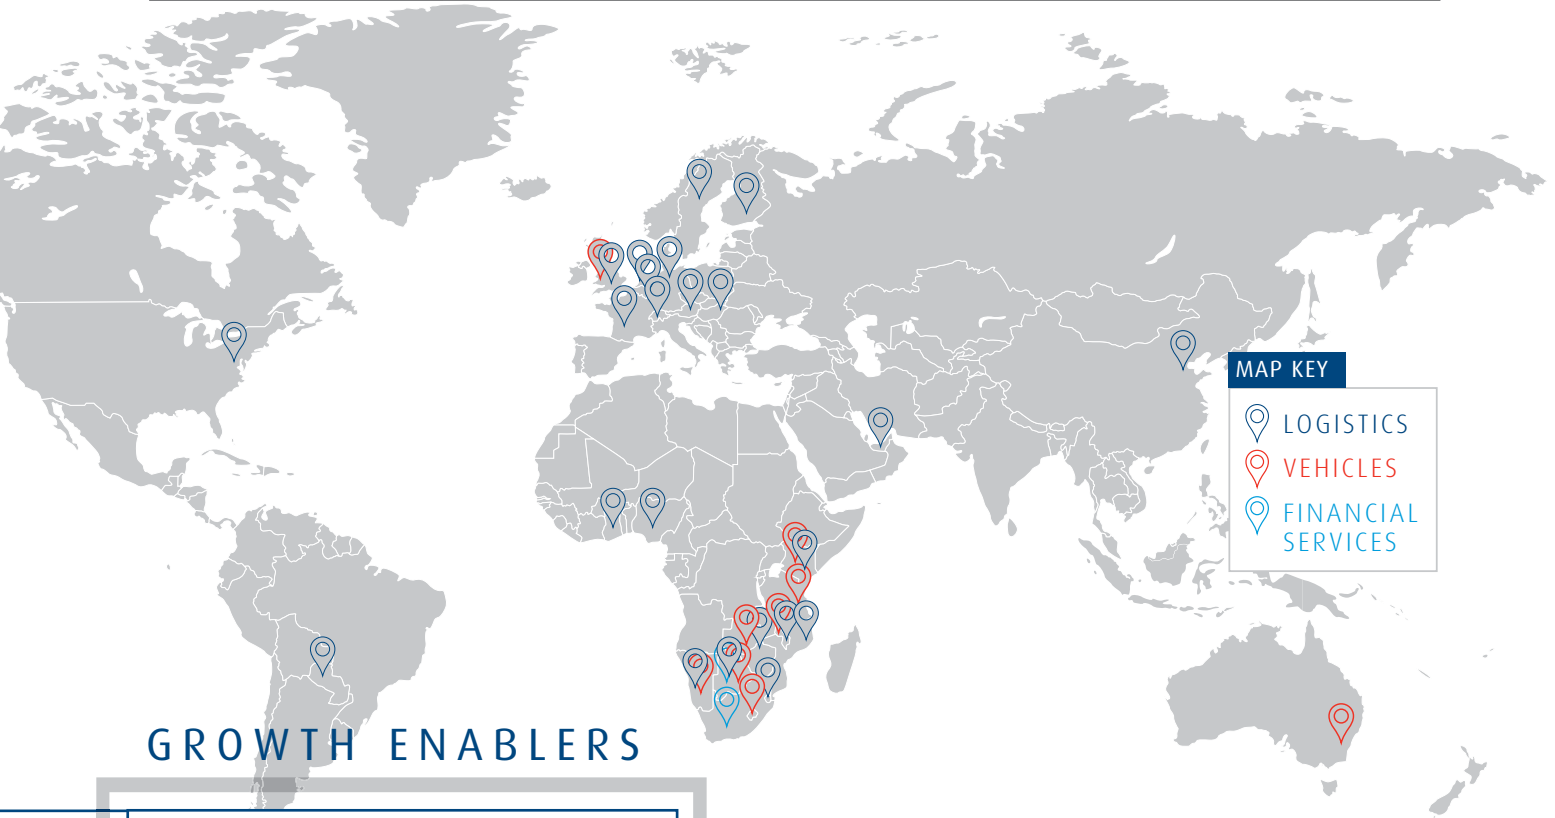 MAP KEY
LOGISTICS
VEHICLES
FINANCIAL
SERVICES
GROWTH ENABLERS